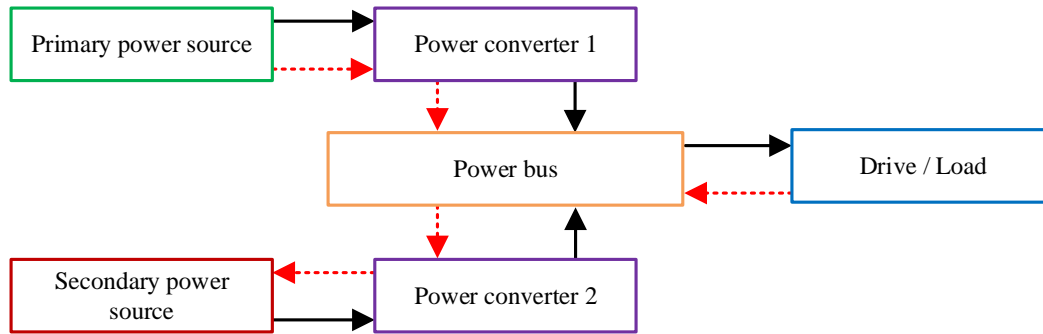 Primary power source
Power converter 1
Power bus
Drive / Load
Secondary power
source
Power converter 2